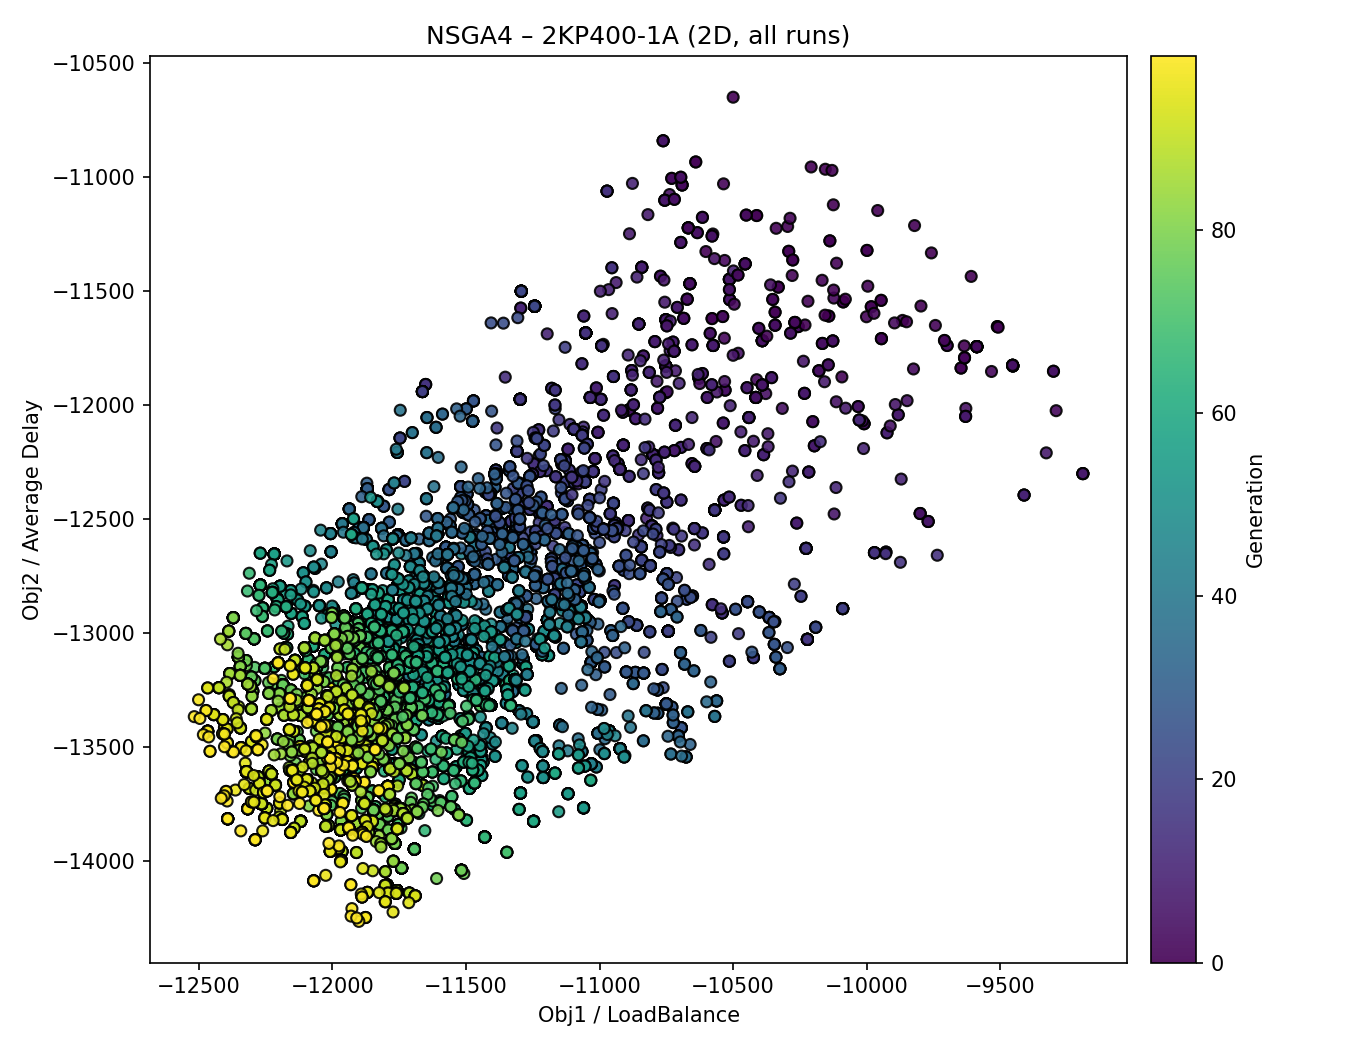 NSGA4 – 2KP400-1A (2D, all runs)
Obj2 / Average Delay
−10500
−11000
−11500
−12000
−12500
−13000
−13500
−14000
−12500 −12000 −11500 −11000 −10500 −10000 −9500
Obj1 / LoadBalance
80
60
40
20
0
Generation